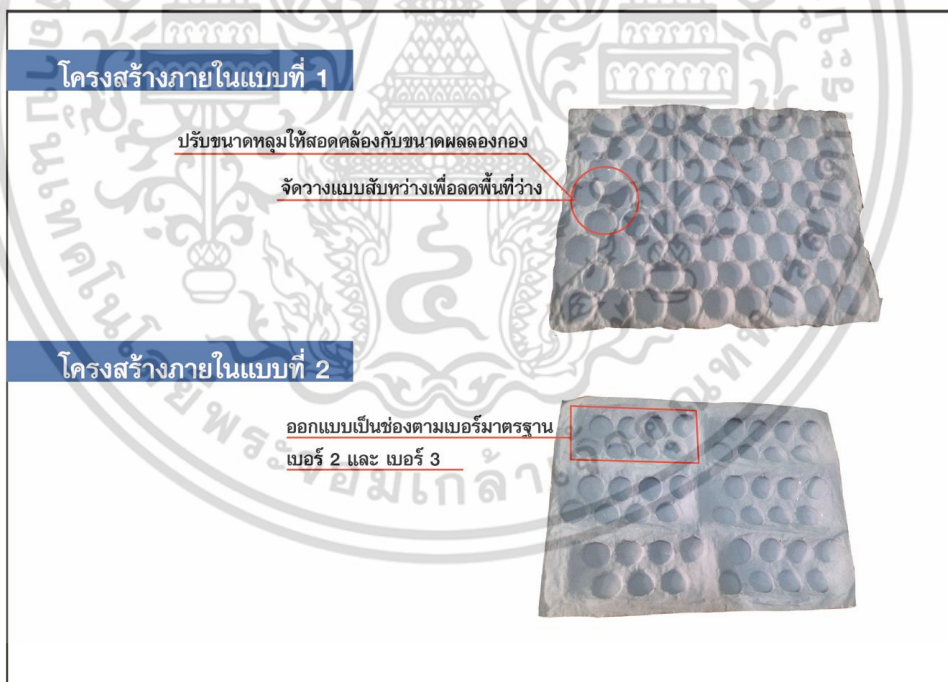 โครงสร้างภายในแบบที่ 1
ปรับขนาดหลุมให้สอดคล้องกับขนาดผลลองกอง
จัดวางแบบสับหว่างเพื่อลดพื้นที่ว่าง
โครงสร้างภายในแบบที่ 2
ออกแบบเป็นช่องตามเบอร์มาตรฐาน
เบอร์ 2 และ เบอร์ 3